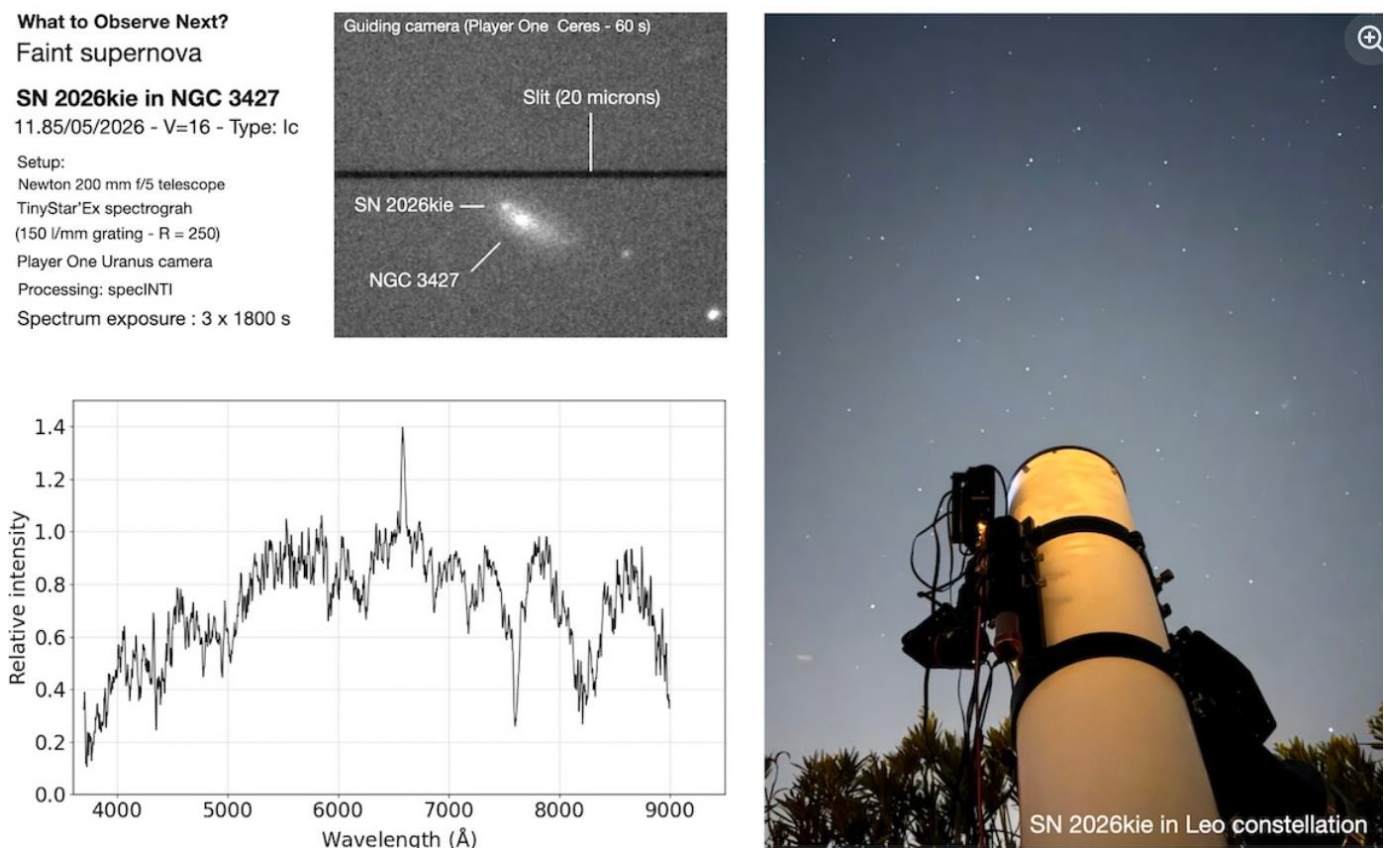 What to Observe Next?
Faint supernova
SN 2026kie in NGC 3427
11.85/05/2026 - V=16 - Type: Ic
Setup:
Newton 200 mm f/5 telescope
TinyStar'Ex spectrograh
(150 l/mm grating - R = 250)
Player One Uranus camera
Processing: specINTI
Spectrum exposure : 3 x 1800 s
Guiding camera (Player One Ceres - 60 s)
Slit (20 microns)
SN 2026kie
NGC 3427
1.4
1.2
1.0
0.8
0.6
0.4
0.2
0.0
Relative intensity
4000 5000 6000 7000 8000 9000
Wavelength (Å)
SN 2026kie in Leo constellation